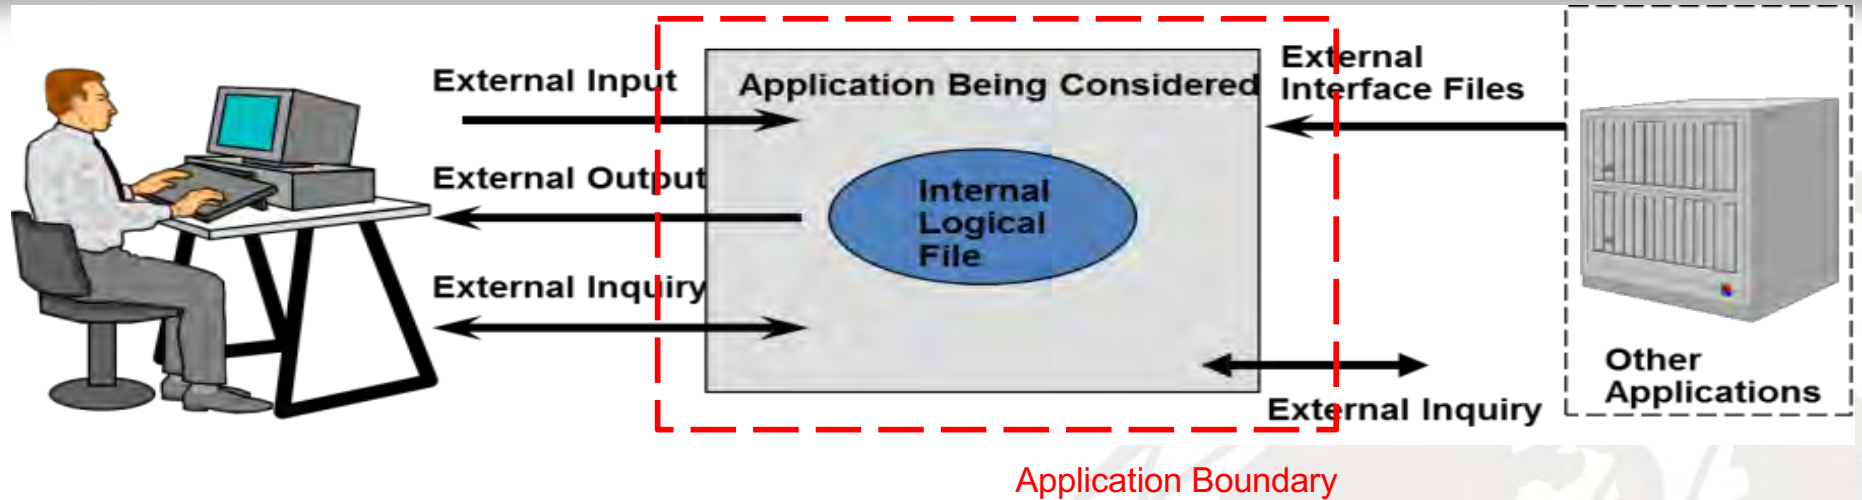 External Input
External Output
External Inquiry
Application Being Considered
Internal
Logical
File
External
Interface Files
External Inquiry
Other
Applications
Application Boundary